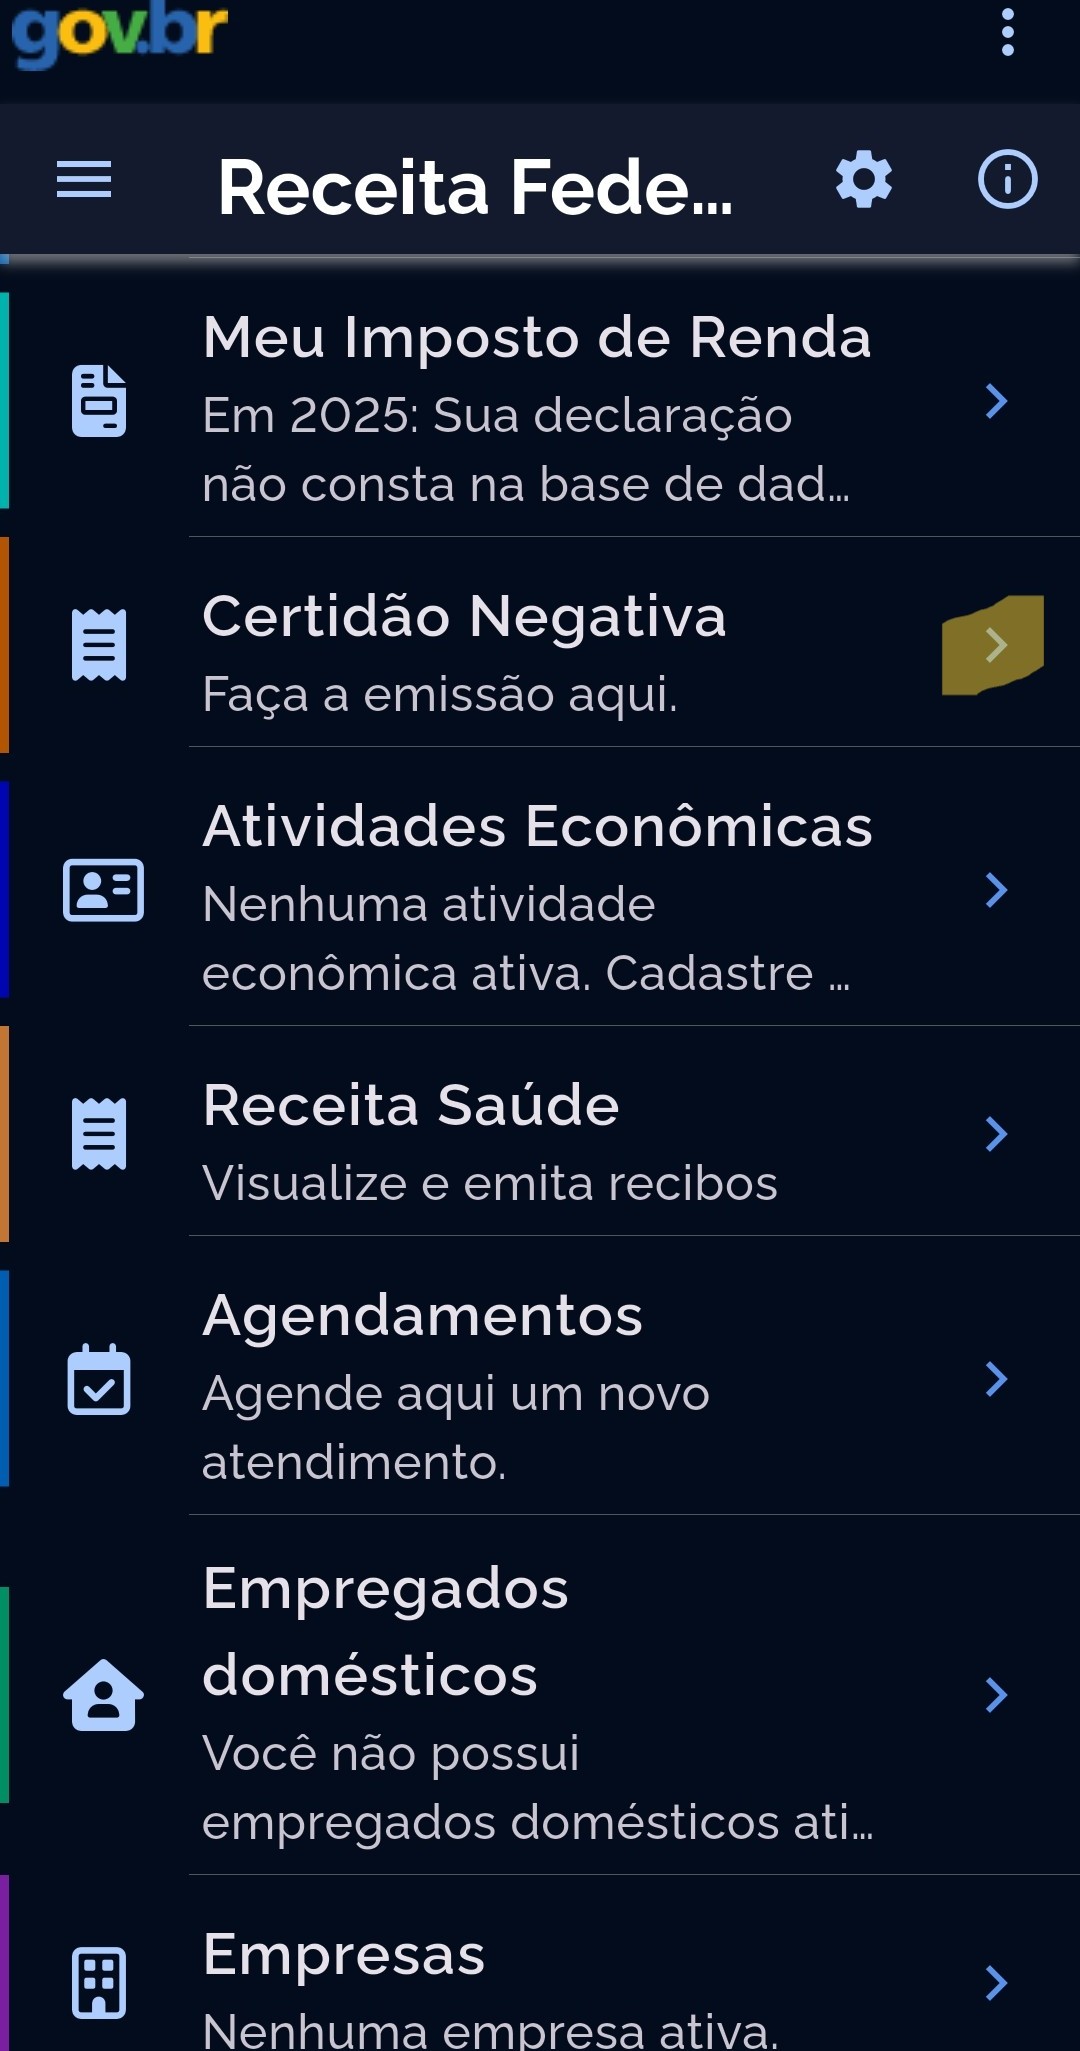 gov.br
Receita Fede...
Meu Imposto de Renda
Em 2025: Sua declaração
não consta na base de dad...
Certidão Negativa
Faça a emissão aqui.
Atividades Econômicas
Nenhuma atividade
econômica ativa. Cadastre ...
Receita Saúde
Visualize e emita recibos
Agendamentos
Agende aqui um novo
atendimento.
Empregados
domésticos
Você não possui
empregados domésticos ati...
Empresas
Nenhuma empresa ativa.